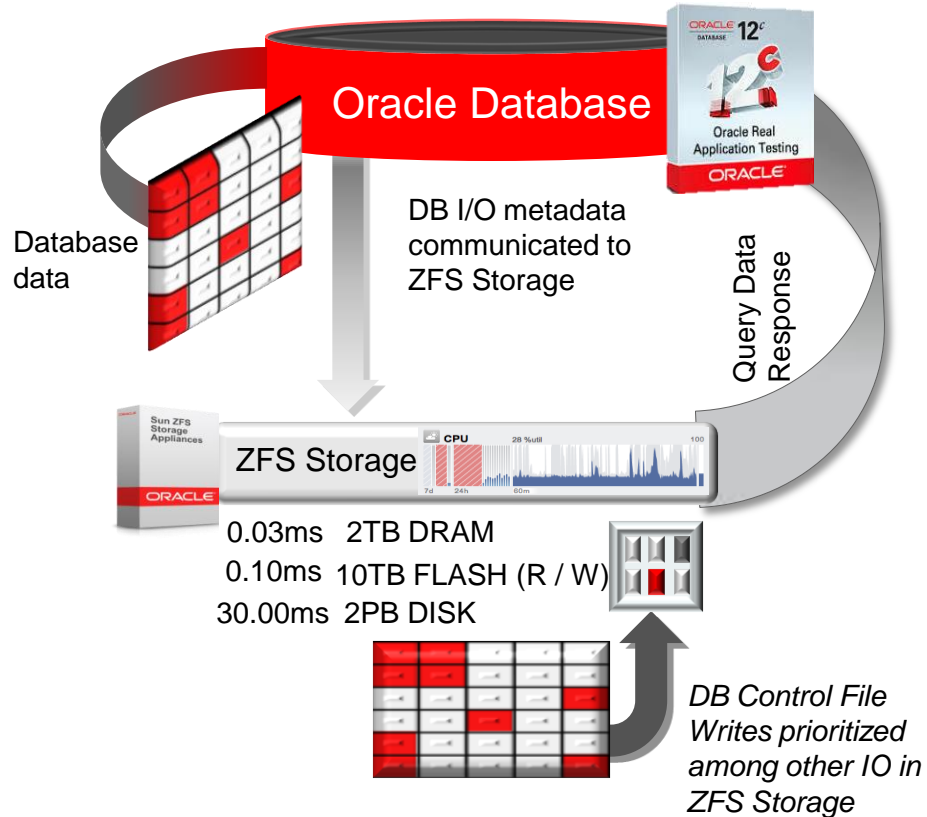 ORACLE
DATABASE 12c
12c
Oracle Real
Application Testing
ORACLE
Oracle Database
DB I/O metadata
communicated to
ZFS Storage
Database
data
Query Data
Response
Sun ZFS
Storage
Appliances
ORACLE
ZFS Storage
CPU
28 %util
100
7d
24h
60m
0.03ms 2TB DRAM
0.10ms 10TB FLASH (R / W)
30.00ms 2PB DISK
DB Control File
Writes prioritized
among other IO in
ZFS Storage